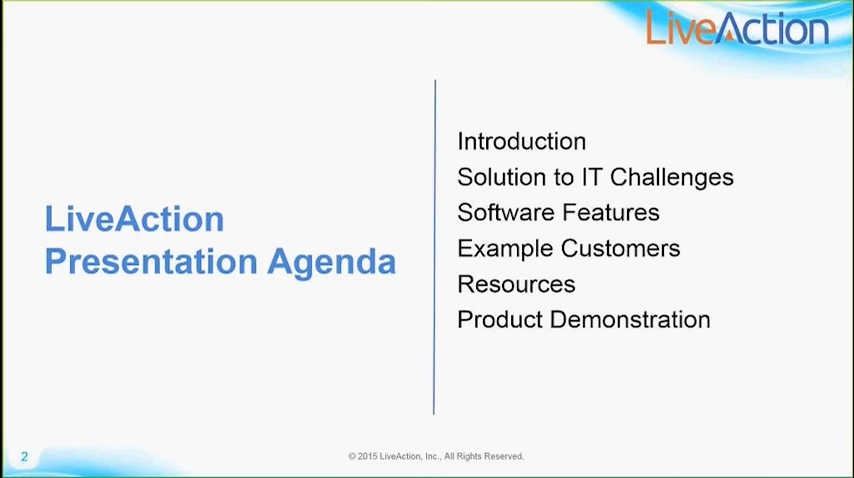 LiveAction
LiveAction
Presentation Agenda
Introduction
Solution to IT Challenges
Software Features
Example Customers
Resources
Product Demonstration
2
© 2015 LiveAction, Inc., All Rights Reserved.